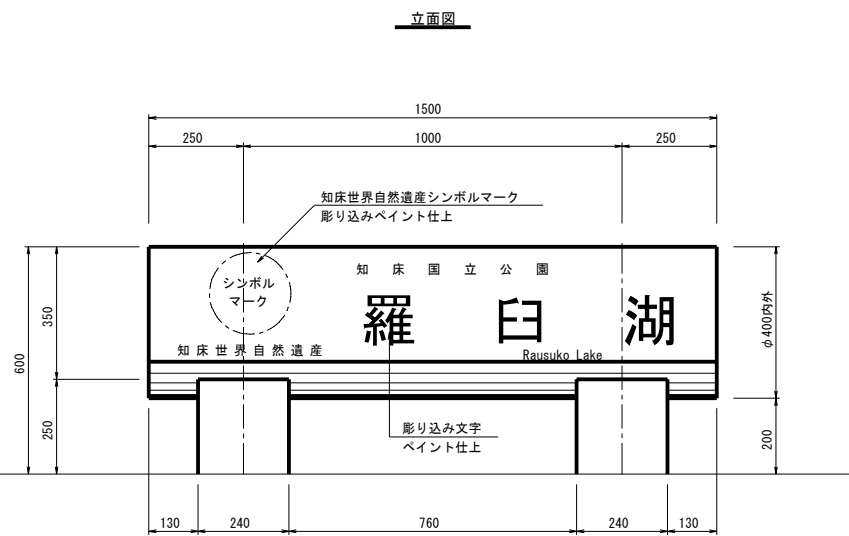 立面図
1500
250
1000
250
知床世界自然遺産シンボルマーク
彫り込みペイント仕上
知床国立公園
シンボル
マーク
羅臼湖
知床世界自然遺産
Rausuko Lake
350
600
250
φ400内外
200
彫り込み文字
ペイント仕上
130
240
760
240
130